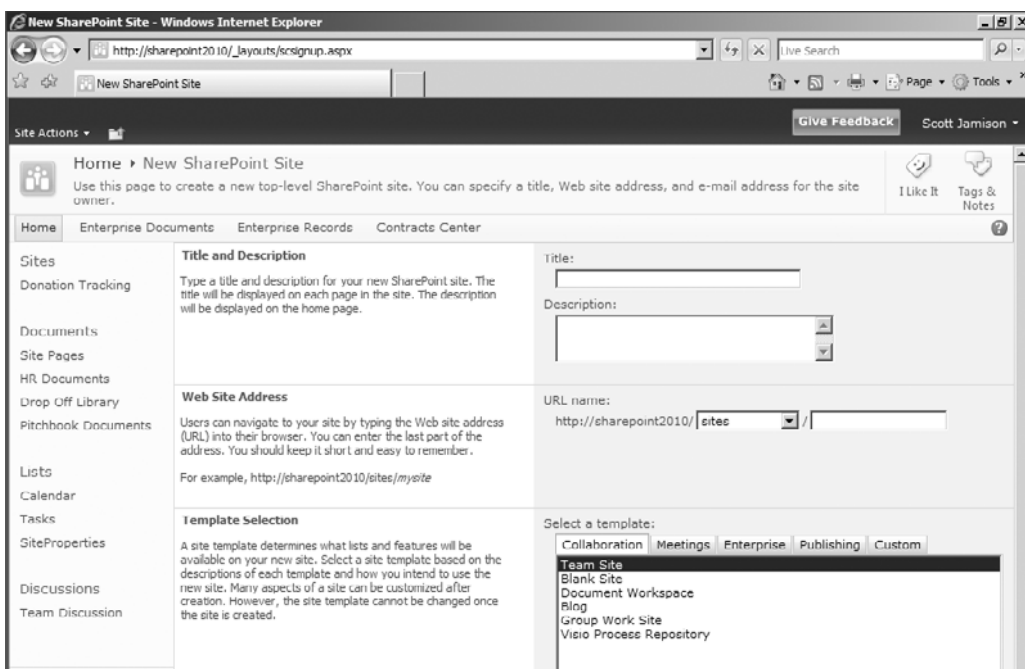 New SharePoint Site - Windows Internet Explorer
http://sharepoint2010/_layouts/scsignup.aspx
Live Search
New SharePoint Site
Page
Tools
Site Actions
Give Feedback
Scott Jamison
Home New SharePoint Site
Use this page to create a new top-level SharePoint site. You can specify a title, Web site address, and e-mail address for the site
owner.
I Like It
Tags &
Notes
Home
Enterprise Documents
Enterprise Records
Contracts Center
Sites
Donation Tracking
Documents
Site Pages
HR Documents
Drop Off Library
Pitchbook Documents
Lists
Calendar
Tasks
SiteProperties
Discussions
Team Discussion
Title and Description
Type a title and description for your new SharePoint site. The
title will be displayed on each page in the site. The description
will be displayed on the home page.
Title:
Description:
Web Site Address
Users can navigate to your site by typing the Web site address
(URL) into their browser. You can enter the last part of the
address. You should keep it short and easy to remember.
For example, http://sharepoint2010/sites/mysite
URL name:
http://sharepoint2010/ sites /
Template Selection
A site template determines what lists and features will be
available on your new site. Select a site template based on the
descriptions of each template and how you intend to use the
new site. Many aspects of a site can be customized after
creation. However, the site template cannot be changed once
the site is created.
Select a template:
Collaboration Meetings Enterprise Publishing Custom
Team Site
Blank Site
Document Workspace
Blog
Group Work Site
Visio Process Repository